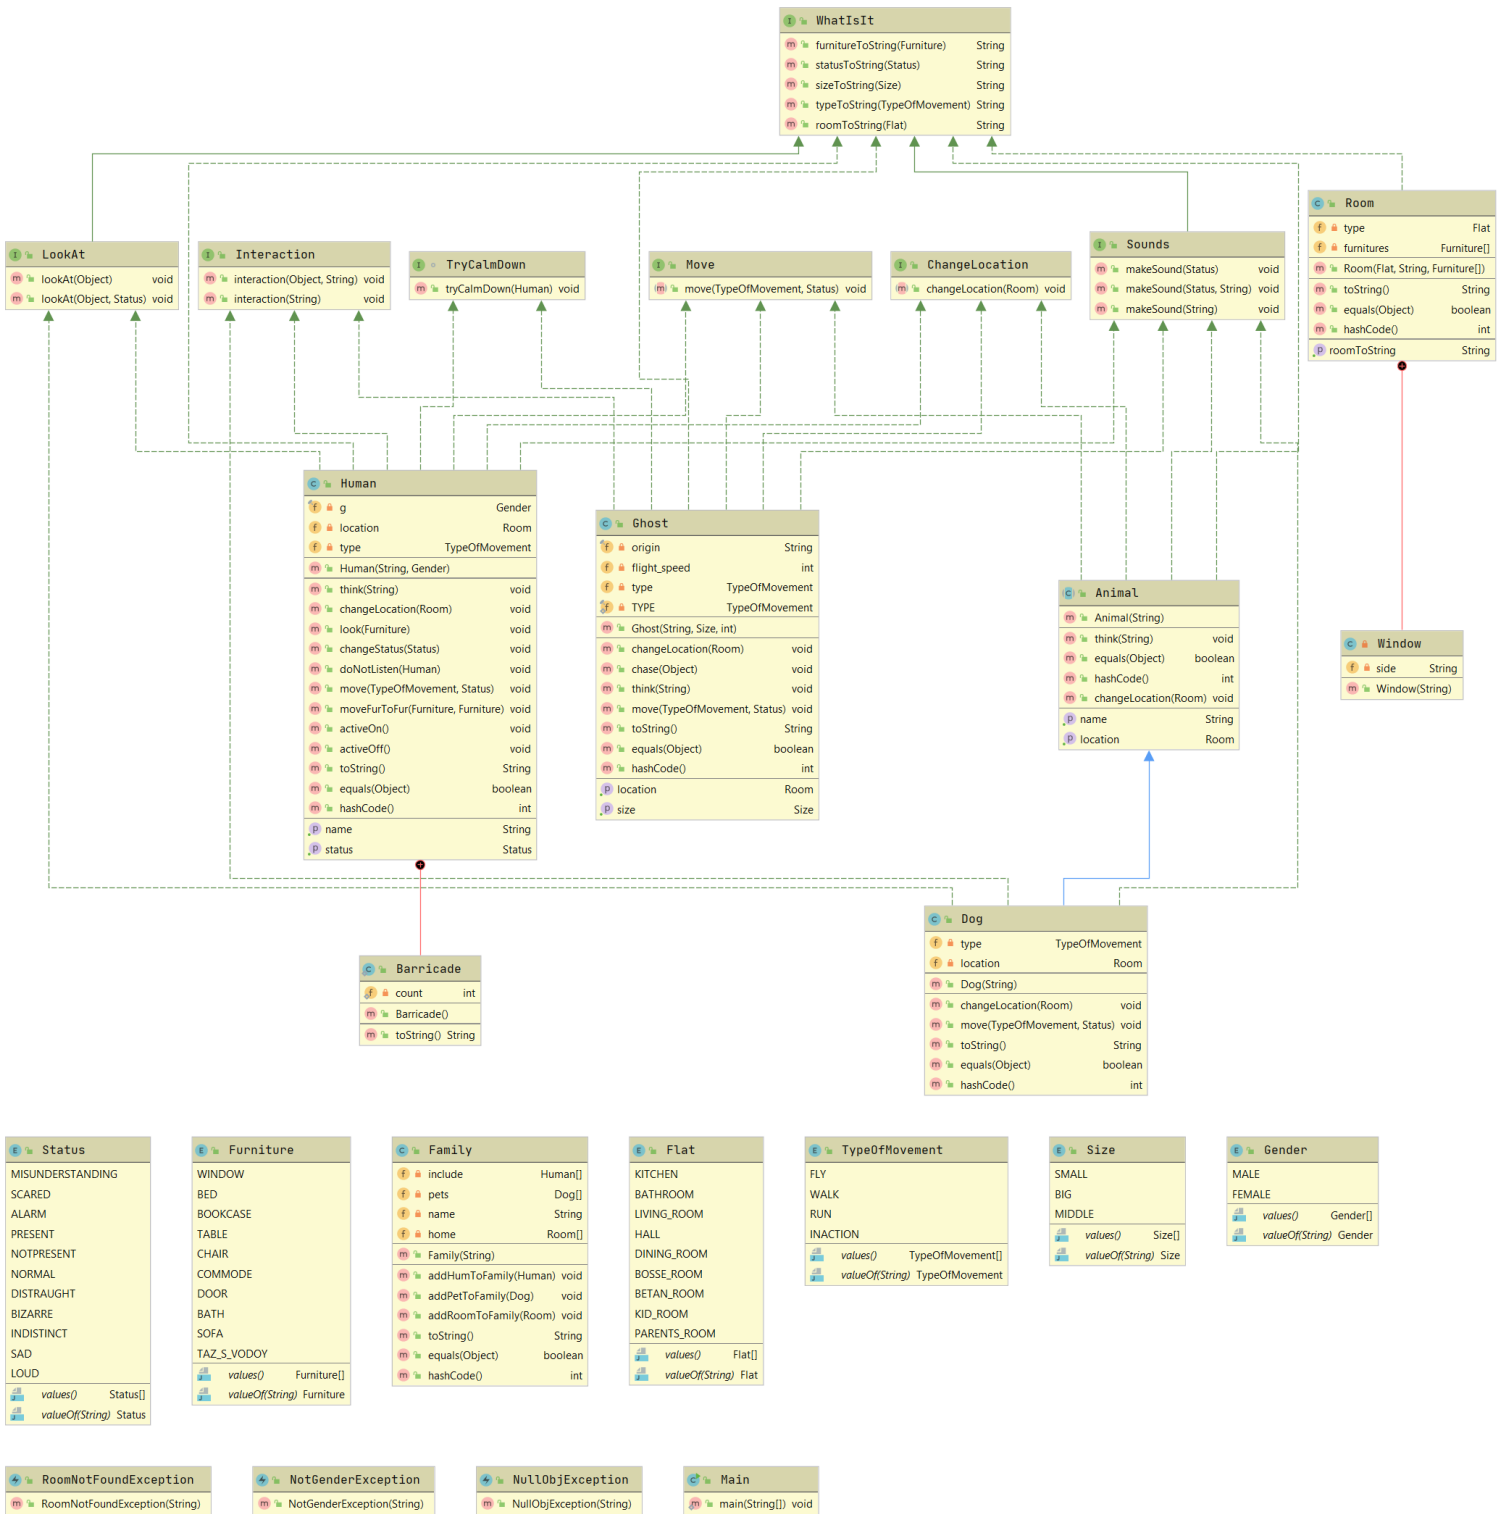 WhatIsIt
furnitureToString(Furniture) String
statusToString(Status) String
sizeToString(Size) String
typeToString(TypeOfMovement) String
roomToString(Flat) String
LookAt
lookAt(Object) void
lookAt(Object, Status) void
Interaction
interaction(Object, String) void
interaction(String) void
TryCalmDown
tryCalmDown(Human) void
Move
move(TypeOfMovement, Status) void
ChangeLocation
changeLocation(Room) void
Sounds
makeSound(Status) void
makeSound(Status, String) void
makeSound(String) void
Room
type Flat
furnitures Furniture[]
Room(Flat, String, Furniture[])
toString() String
equals(Object) boolean
hashCode() int
roomToString String
Human
g Gender
location Room
type TypeOfMovement
Human(String, Gender)
think(String) void
changeLocation(Room) void
look(Furniture) void
changeStatus(Status) void
doNotListen(Human) void
move(TypeOfMovement, Status) void
moveFurToFur(Furniture, Furniture) void
activeOn() void
activeOff() void
toString() String
equals(Object) boolean
hashCode() int
name String
status Status
Ghost
origin String
flight_speed int
type TypeOfMovement
TYPE TypeOfMovement
Ghost(String, Size, int)
changeLocation(Room) void
chase(Object) void
think(String) void
move(TypeOfMovement, Status) void
toString() String
equals(Object) boolean
hashCode() int
location Room
size Size
Animal
Animal(String)
think(String) void
equals(Object) boolean
hashCode() int
changeLocation(Room) void
name String
location Room
Window
side String
Window(String)
Barricade
count int
Barricade()
toString() String
Dog
type TypeOfMovement
location Room
Dog(String)
changeLocation(Room) void
move(TypeOfMovement, Status) void
toString() String
equals(Object) boolean
hashCode() int
Status
MISUNDERSTANDING
SCARED
ALARM
PRESENT
NOTPRESENT
NORMAL
DISTRAUGHT
BIZARRE
INDISTINCT
SAD
LOUD
values() Status[]
valueOf(String) Status
Furniture
WINDOW
BED
BOOKCASE
TABLE
CHAIR
COMMODE
DOOR
BATH
SOFA
TAZ_S_VODOY
values() Furniture[]
valueOf(String) Furniture
Family
include Human[]
pets Dog[]
name String
home Room[]
Family(String)
addHumToFamily(Human) void
addPetToFamily(Dog) void
addRoomToFamily(Room) void
toString() String
equals(Object) boolean
hashCode() int
Flat
KITCHEN
BATHROOM
LIVING_ROOM
HALL
DINING_ROOM
BOSSE_ROOM
BETAN_ROOM
KID_ROOM
PARENTS_ROOM
values() Flat[]
valueOf(String) Flat
TypeOfMovement
FLY
WALK
RUN
INACTION
values() TypeOfMovement[]
valueOf(String) TypeOfMovement
Size
SMALL
BIG
MIDDLE
values() Size[]
valueOf(String) Size
Gender
MALE
FEMALE
values() Gender[]
valueOf(String) Gender
RoomNotFoundException
RoomNotFoundException(String)
NotGenderException
NotGenderException(String)
NullObjException
NullObjException(String)
Main
main(String[]) void